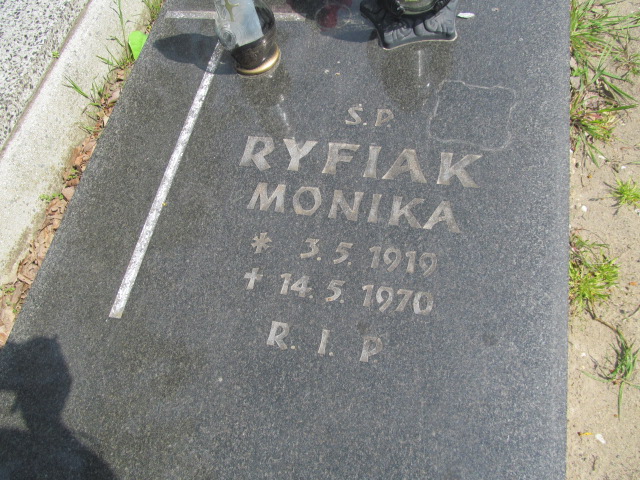 Ś.P.
RYFIAK
MONIKA
* 3.5.1919
✝ 14.5.1970
R.I.P.